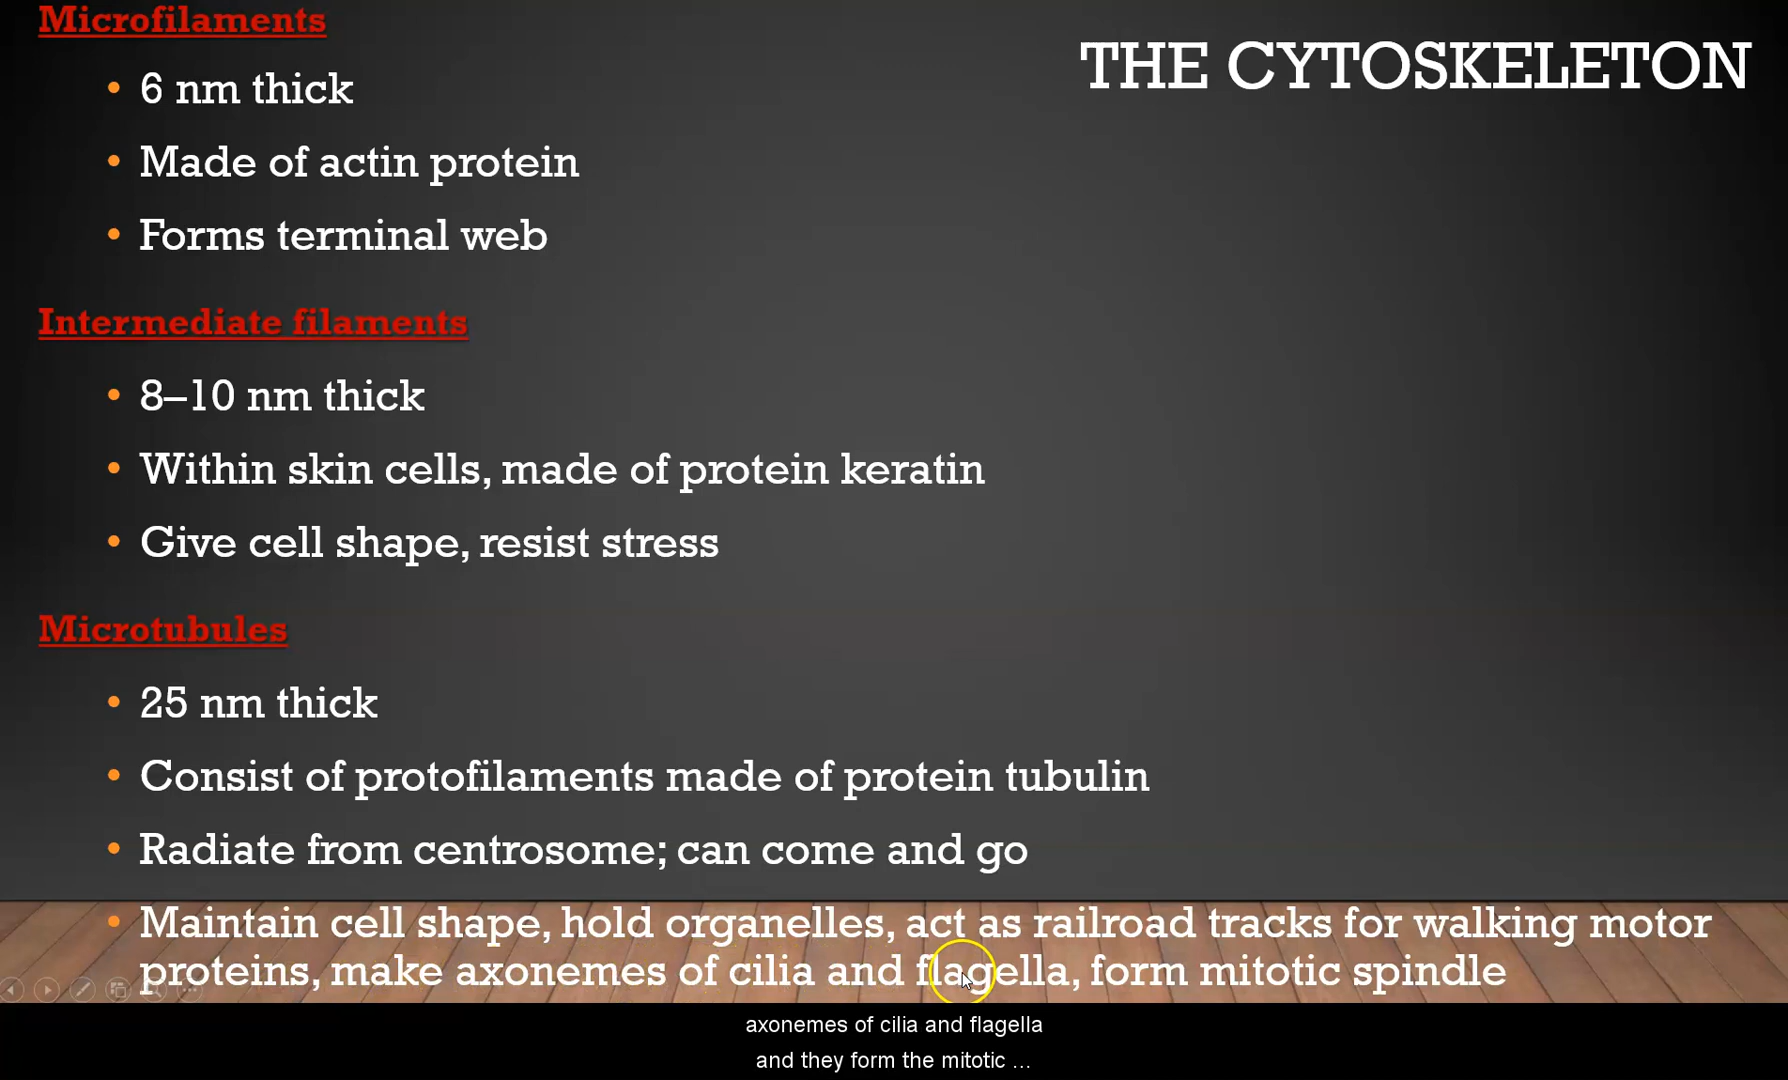 Microfilaments
THE CYTOSKELETON
• 6 nm thick
• Made of actin protein
• Forms terminal web
Intermediate filaments
• 8–10 nm thick
• Within skin cells, made of protein keratin
• Give cell shape, resist stress
Microtubules
• 25 nm thick
• Consist of protofilaments made of protein tubulin
• Radiate from centrosome; can come and go
• Maintain cell shape, hold organelles, act as railroad tracks for walking motor
proteins, make axonemes of cilia and flagella, form mitotic spindle
axonemes of cilia and flagella
and they form the mitotic ...